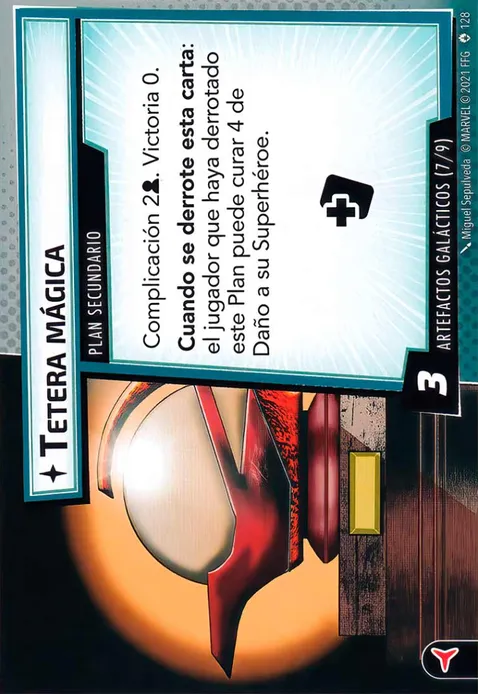 TETERA MÁGICA
PLAN SECUNDARIO
Complicación 2. Victoria 0.
Cuando se derrote esta carta:
el jugador que haya derrotado
este Plan puede curar 4 de
Daño a su Superhéroe.
3
ARTEFACTOS GALÁCTICOS (7/9)
Miguel Sepulveda © MARVEL © 2021 FFG 128